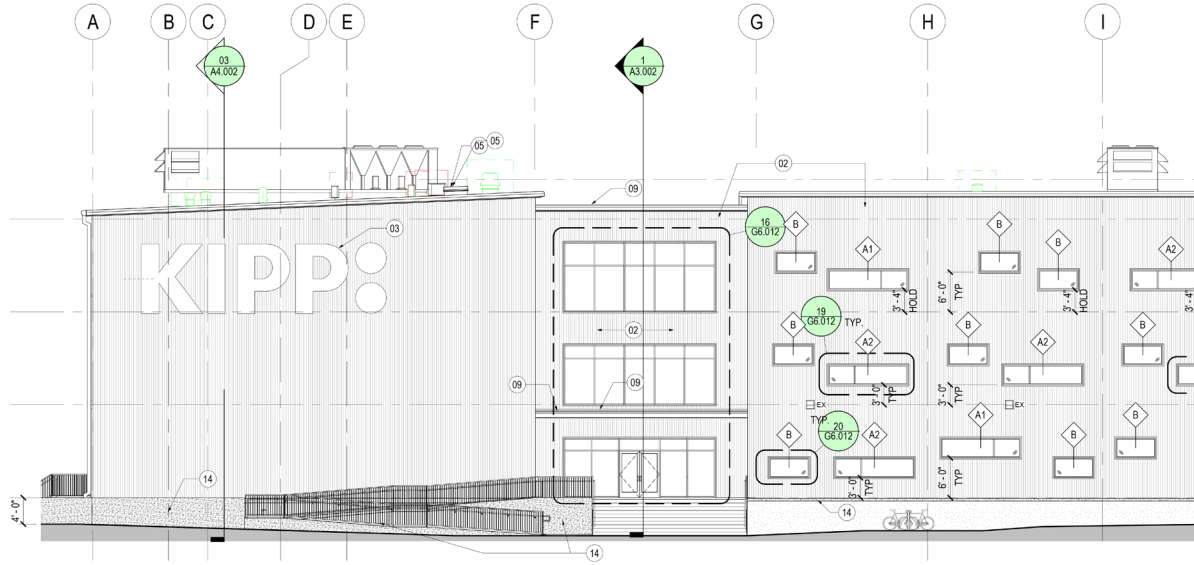 A B C D E F G H I
03
A4.002
1
A3.002
05 05
02
09
03
KIPP:
16
G6.012
B
A1
B
B
A2
6' - 0"
TYP
3' - 4"
HOLD
3' - 4"
HOLD
3' - 4"
02
19
G6.012
TYP.
B
A2
B
A2
B
09
09
3' - 0"
TYP
3' - 0"
TYP
EX
TYP.
EX
20
G6.012
B
A2
A1
B
B
3' - 0"
TYP
6' - 0"
TYP
14
4' - 0"
14
14